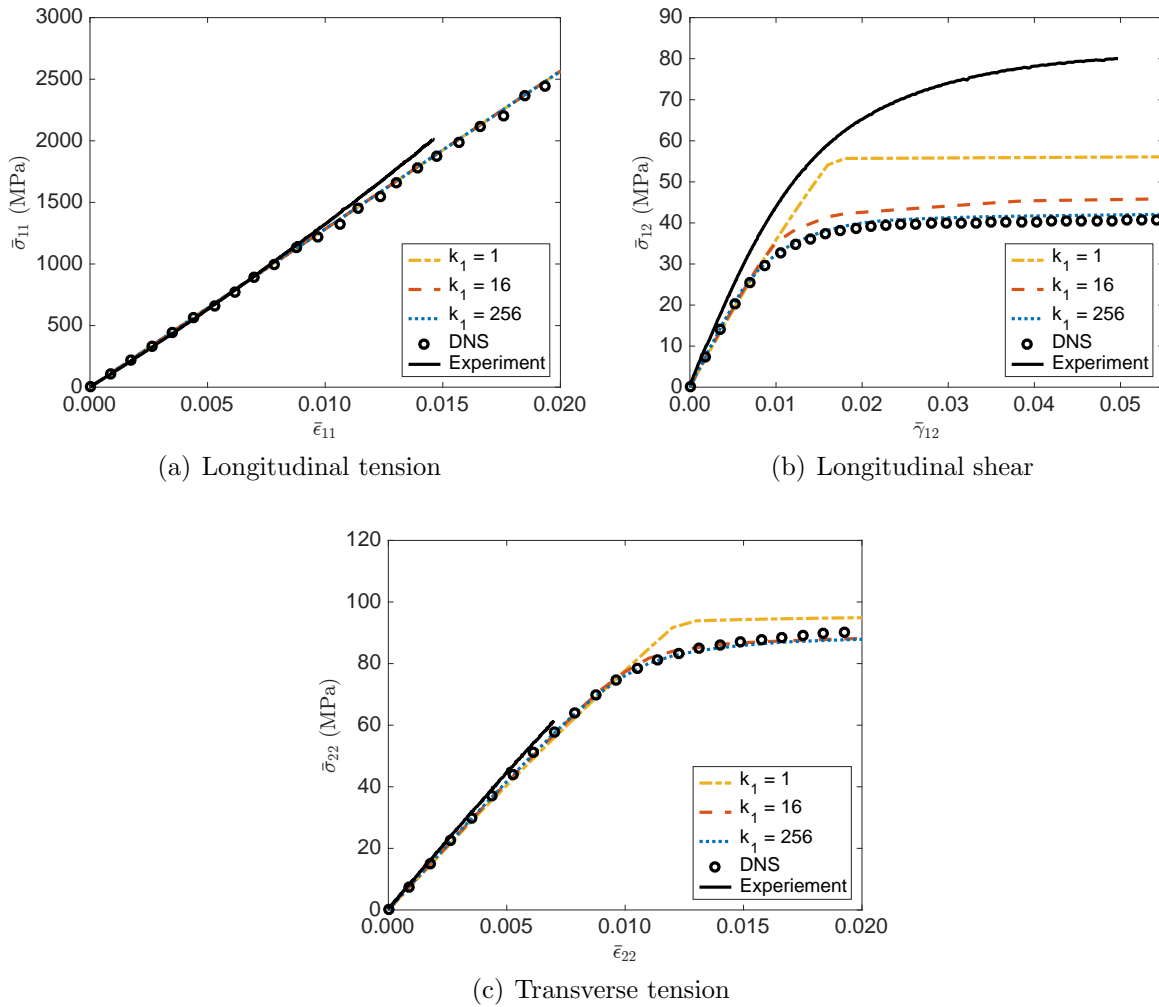 3000
2500
2000
1500
1000
500
0
σ̄₁₁ (MPa)
0.000
0.005
0.010
0.015
0.020
ε̄₁₁
k₁ = 1
k₁ = 16
k₁ = 256
DNS
Experiment
(a) Longitudinal tension
90
80
70
60
50
40
30
20
10
0
σ̄₁₂ (MPa)
0.00
0.01
0.02
0.03
0.04
0.05
γ̄₁₂
k₁ = 1
k₁ = 16
k₁ = 256
DNS
Experiment
(b) Longitudinal shear
120
100
80
60
40
20
0
σ̄₂₂ (MPa)
0.000
0.005
0.010
0.015
0.020
ε̄₂₂
k₁ = 1
k₁ = 16
k₁ = 256
DNS
Experiement
(c) Transverse tension